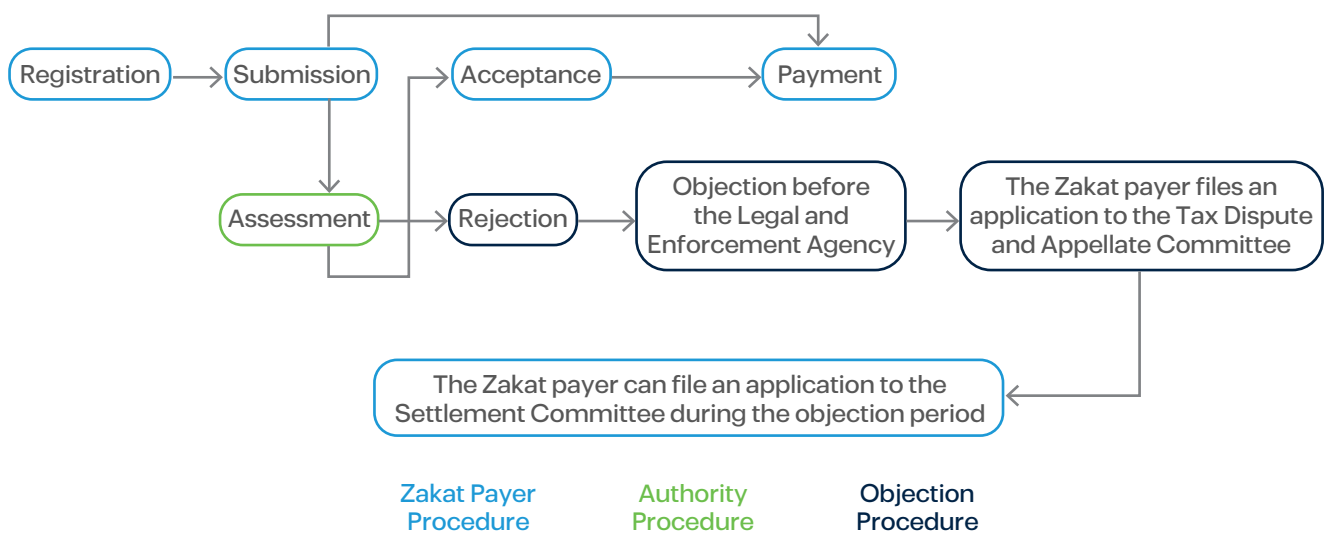 Registration
Submission
Acceptance
Payment
Assessment
Rejection
Objection before
the Legal and
Enforcement Agency
The Zakat payer files an
application to the Tax Dispute
and Appellate Committee
The Zakat payer can file an application to the
Settlement Committee during the objection period
Zakat Payer
Procedure
Authority
Procedure
Objection
Procedure